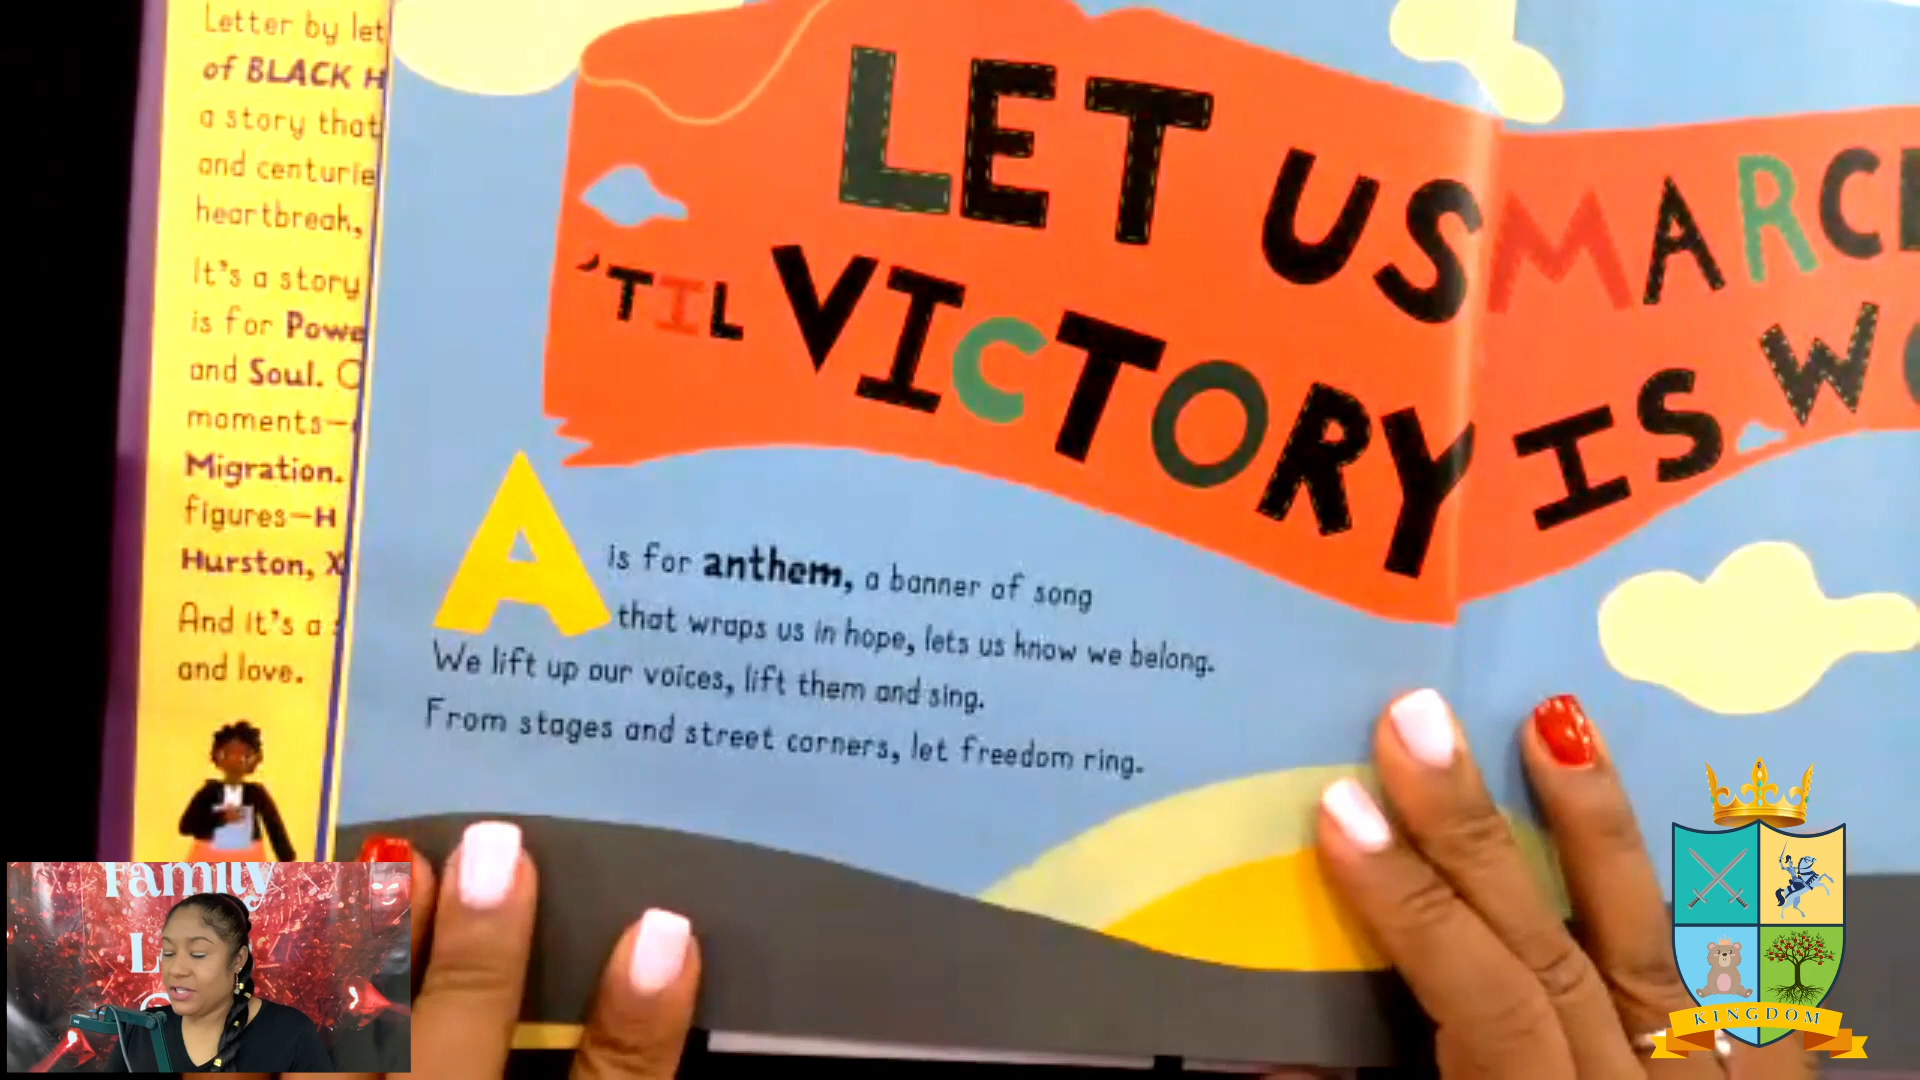 Letter by let
of BLACK H
a story that
and centurie
heartbreak,
It's a story
is for Powe
and Soul. O
moments—
Migration.
figures—H
Hurston, X
And it's a
and love.
LET US MARC
'TIL VICTORY IS W
A is for anthem, a banner of song
that wraps us in hope, lets us know we belong.
We lift up our voices, lift them and sing.
From stages and street corners, let freedom ring.
Family
KINGDOM